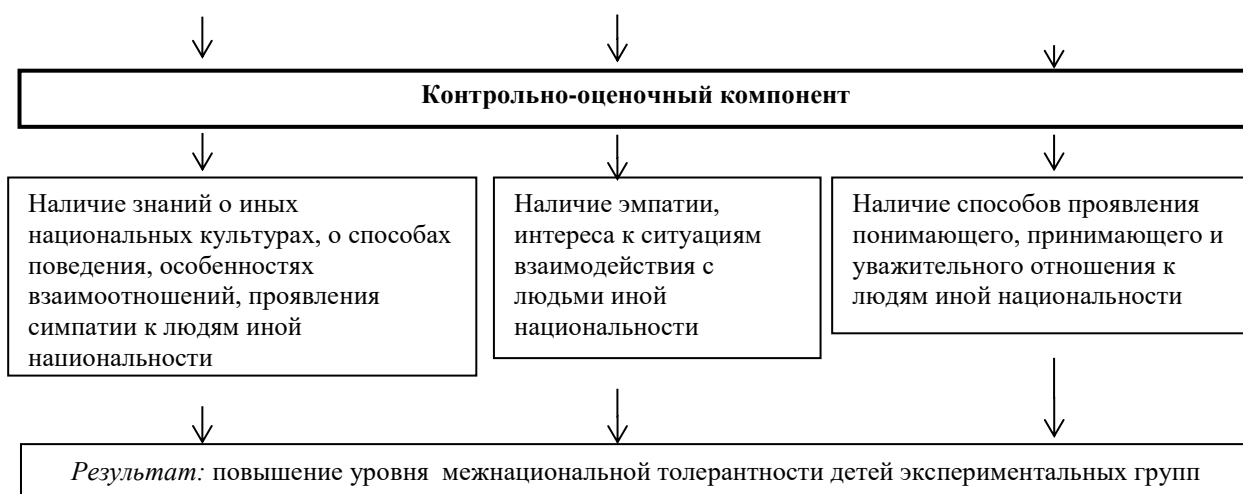 Контрольно-оценочный компонент
Наличие знаний о иных
национальных культурах, о способах
поведения, особенностях
взаимоотношений, проявления
симпатии к людям иной
национальности
Наличие эмпатии,
интереса к ситуациям
взаимодействия с
людьми иной
национальности
Наличие способов проявления
понимающего, принимающего и
уважительного отношения к
людям иной национальности
Результат: повышение уровня межнациональной толерантности детей экспериментальных групп